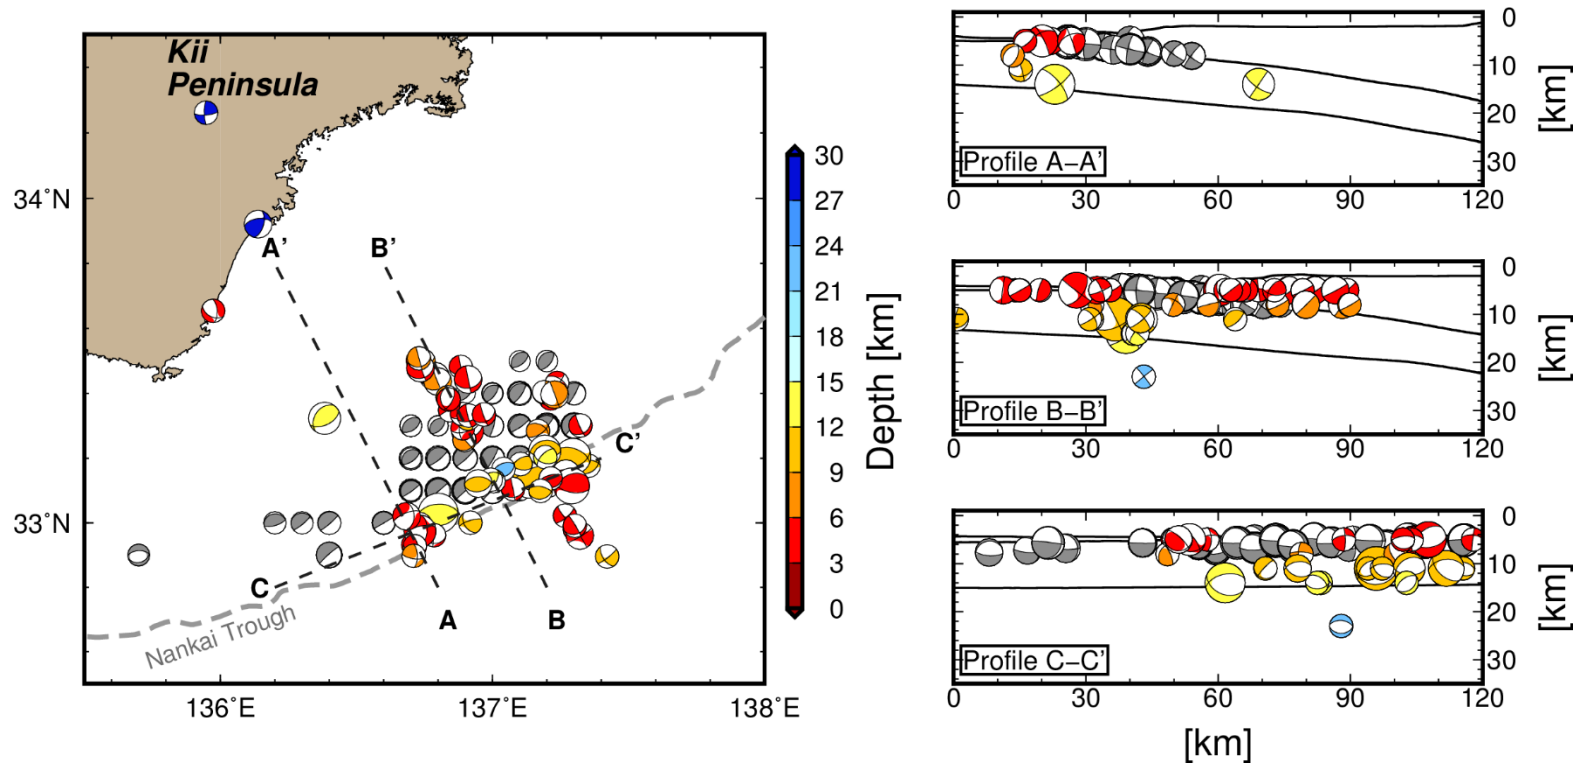 Kii
Peninsula
34°N
33°N
136°E
137°E
138°E
A'
B'
C'
C
A
B
Nankai Trough
30
27
24
21
18
15
12
9
6
3
0
Depth [km]
0
10
20
30
[km]
Profile A–A'
0
30
60
90
120
0
10
20
30
[km]
Profile B–B'
0
30
60
90
120
0
10
20
30
[km]
Profile C–C'
0
30
60
90
120
[km]